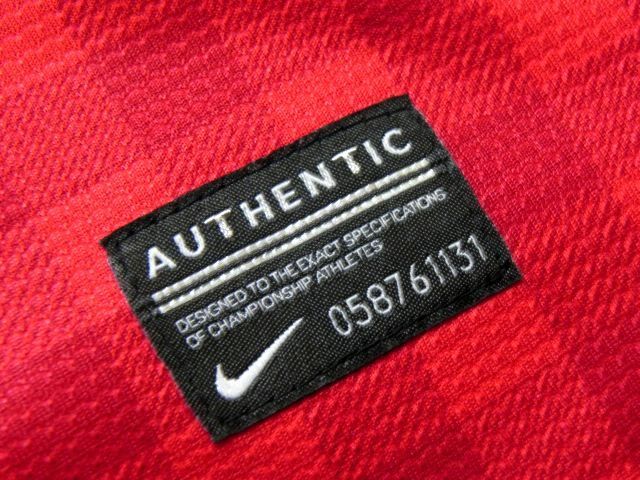 AUTHENTIC
DESIGNED TO THE EXACT SPECIFICATIONS
OF CHAMPIONSHIP ATHLETES
058761131